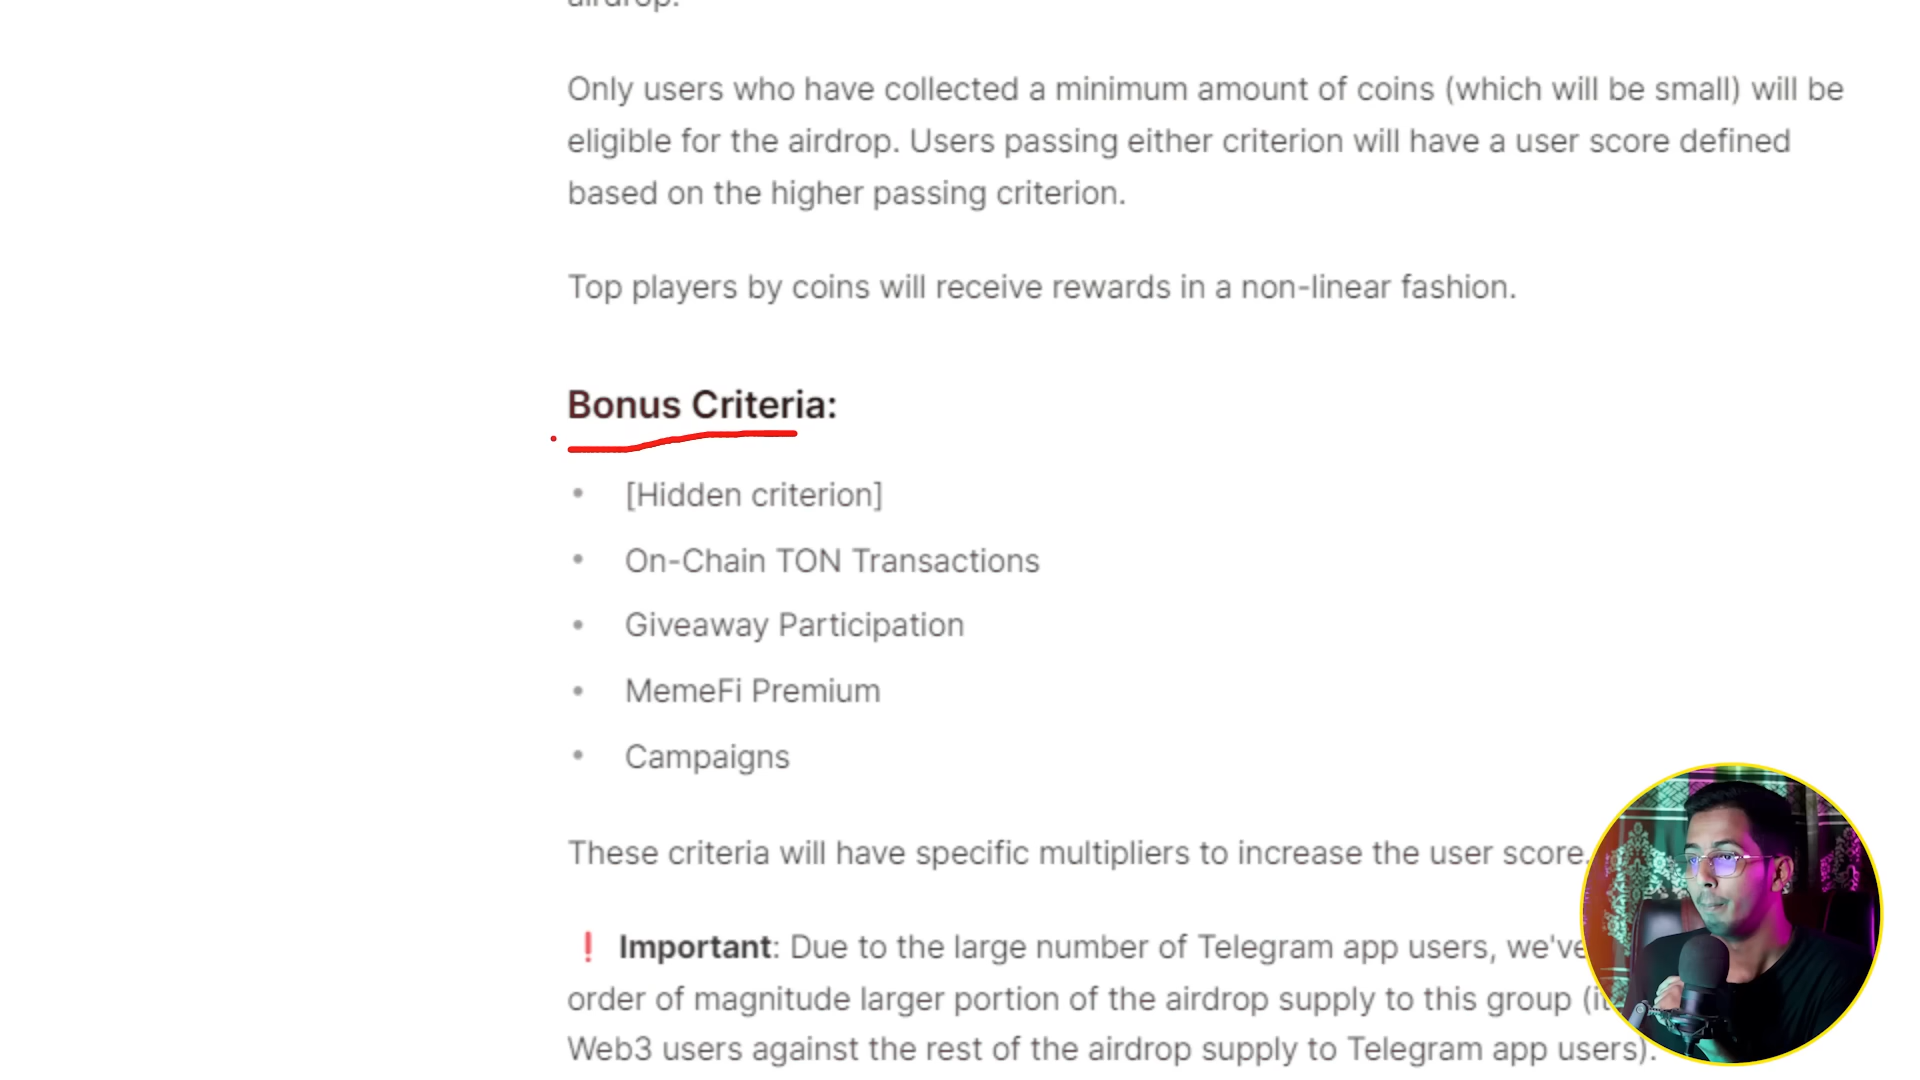 airdrop.
Only users who have collected a minimum amount of coins (which will be small) will be
eligible for the airdrop. Users passing either criterion will have a user score defined
based on the higher passing criterion.
Top players by coins will receive rewards in a non-linear fashion.
Bonus Criteria:
• [Hidden criterion]
• On-Chain TON Transactions
• Giveaway Participation
• MemeFi Premium
• Campaigns
These criteria will have specific multipliers to increase the user score.
❗ Important: Due to the large number of Telegram app users, we've
order of magnitude larger portion of the airdrop supply to this group
Web3 users against the rest of the airdrop supply to Telegram app users).